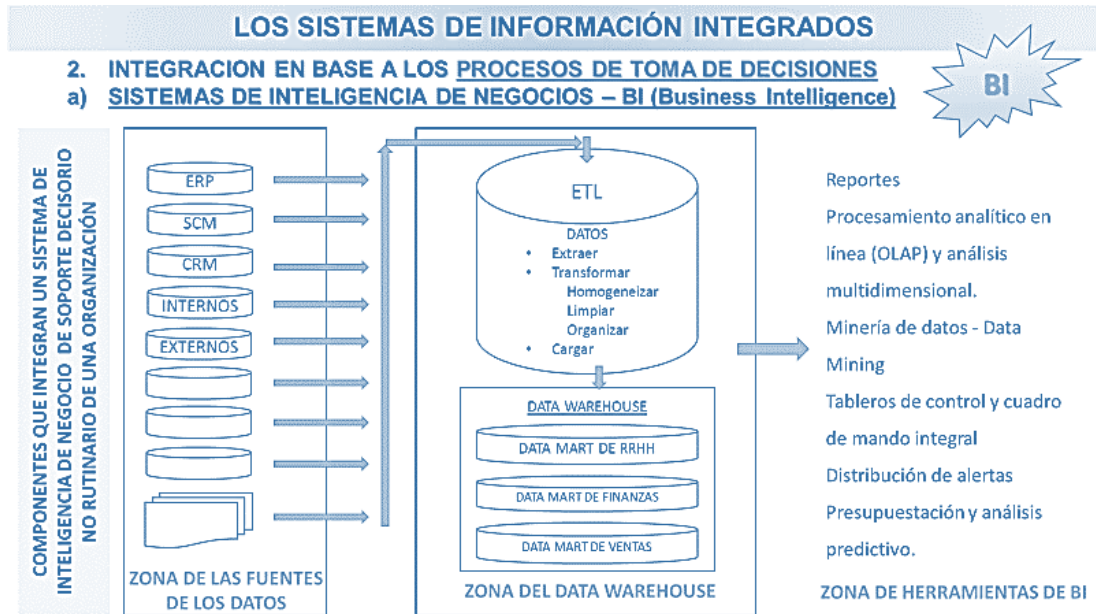 LOS SISTEMAS DE INFORMACIÓN INTEGRADOS
2. INTEGRACION EN BASE A LOS PROCESOS DE TOMA DE DECISIONES
a) SISTEMAS DE INTELIGENCIA DE NEGOCIOS – BI (Business Intelligence)
BI
COMPONENTES QUE INTEGRAN UN SISTEMA DE
INTELIGENCIA DE NEGOCIO DE SOPORTE DECISORIO
NO RUTINARIO DE UNA ORGANIZACIÓN
ERP
SCM
CRM
INTERNOS
EXTERNOS
ZONA DE LAS FUENTES
DE LOS DATOS
ETL
DATOS
• Extraer
• Transformar
Homogeneizar
Limpiar
Organizar
• Cargar
DATA WAREHOUSE
DATA MART DE RRHH
DATA MART DE FINANZAS
DATA MART DE VENTAS
ZONA DEL DATA WAREHOUSE
Reportes
Procesamiento analítico en
línea (OLAP) y análisis
multidimensional.
Minería de datos - Data
Mining
Tableros de control y cuadro
de mando integral
Distribución de alertas
Presupuestación y análisis
predictivo.
ZONA DE HERRAMIENTAS DE BI